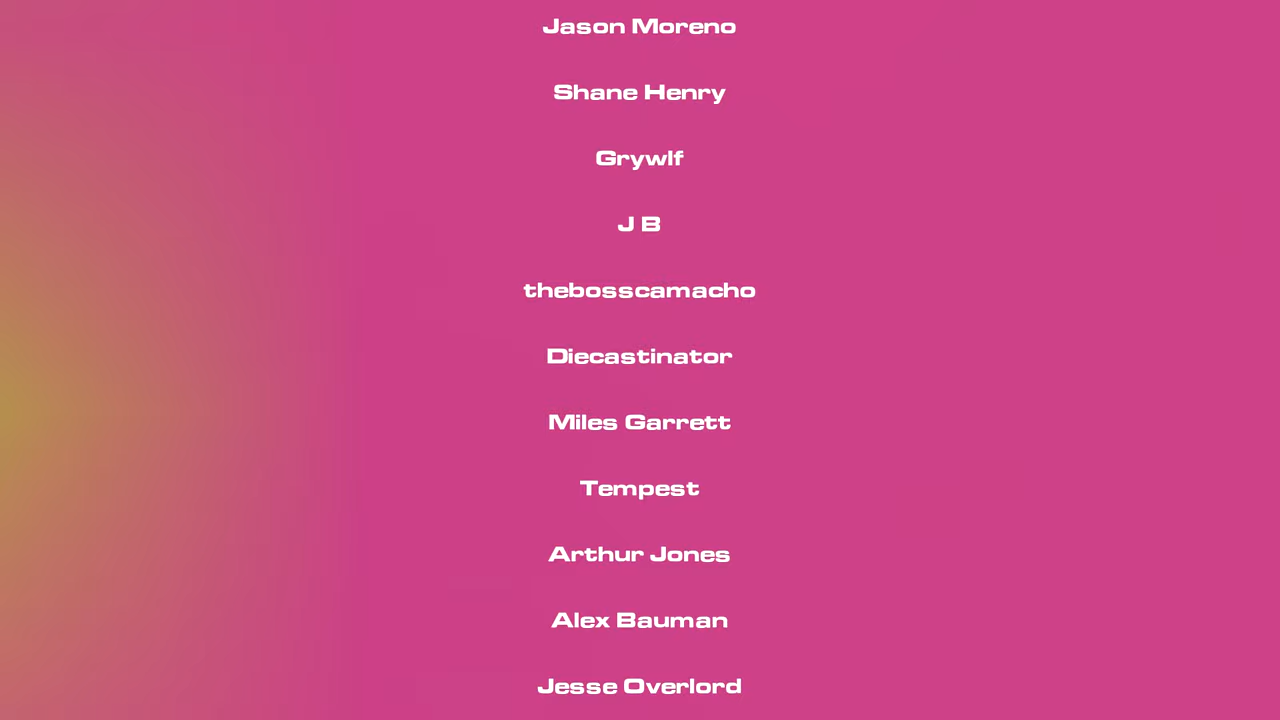 Jason Moreno
Shane Henry
Grywlf
J B
thebosscamacho
Diecastinator
Miles Garrett
Tempest
Arthur Jones
Alex Bauman
Jesse Overlord